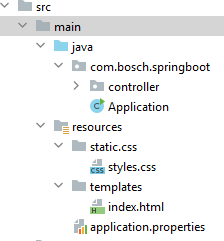 src
main
java
com.bosch.springboot
controller
Application
resources
static.css
styles.css
templates
index.html
application.properties